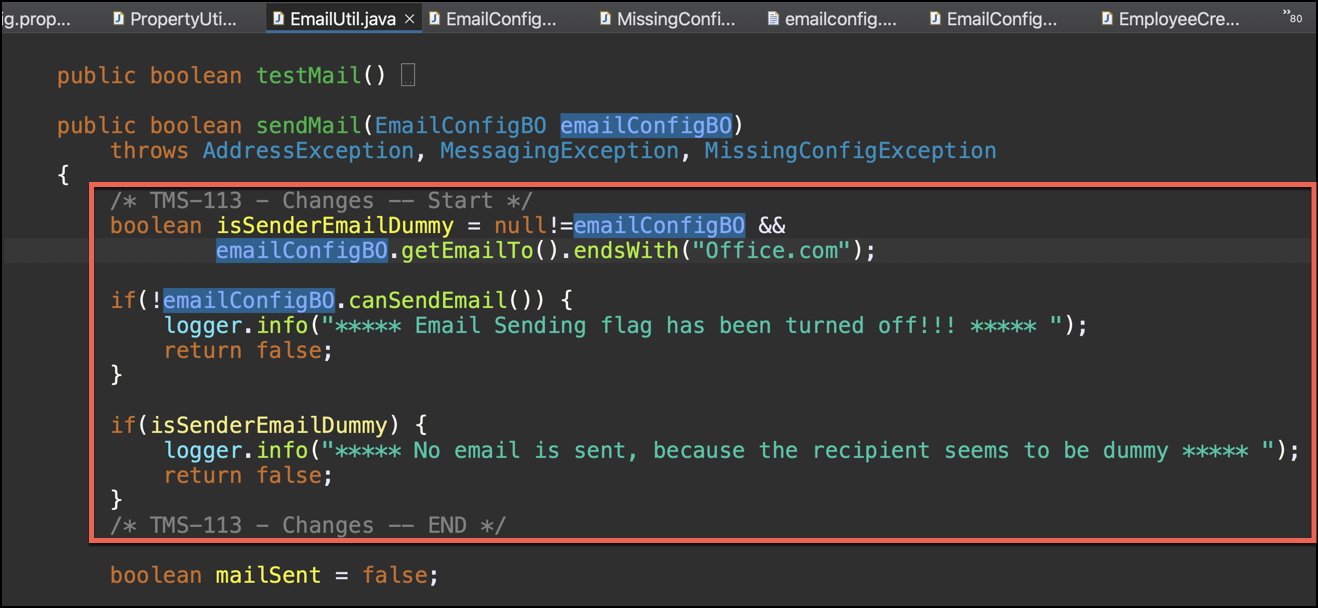 ig.prop... PropertyUti... EmailUtil.java × EmailConfig... MissingConfi... emailconfig.... EmailConfig... EmployeeCre... »80
public boolean testMail()
public boolean sendMail(EmailConfigBO emailConfigBO)
throws AddressException, MessagingException, MissingConfigException
{
/* TMS-113 - Changes -- Start */
boolean isSenderEmailDummy = null!=emailConfigBO &&
emailConfigBO.getEmailTo().endsWith("Office.com");
if(!emailConfigBO.canSendEmail()) {
logger.info("***** Email Sending flag has been turned off!!! ***** ");
return false;
}
if(isSenderEmailDummy) {
logger.info("***** No email is sent, because the recipient seems to be dummy ***** ");
return false;
}
/* TMS-113 - Changes -- END */
boolean mailSent = false;